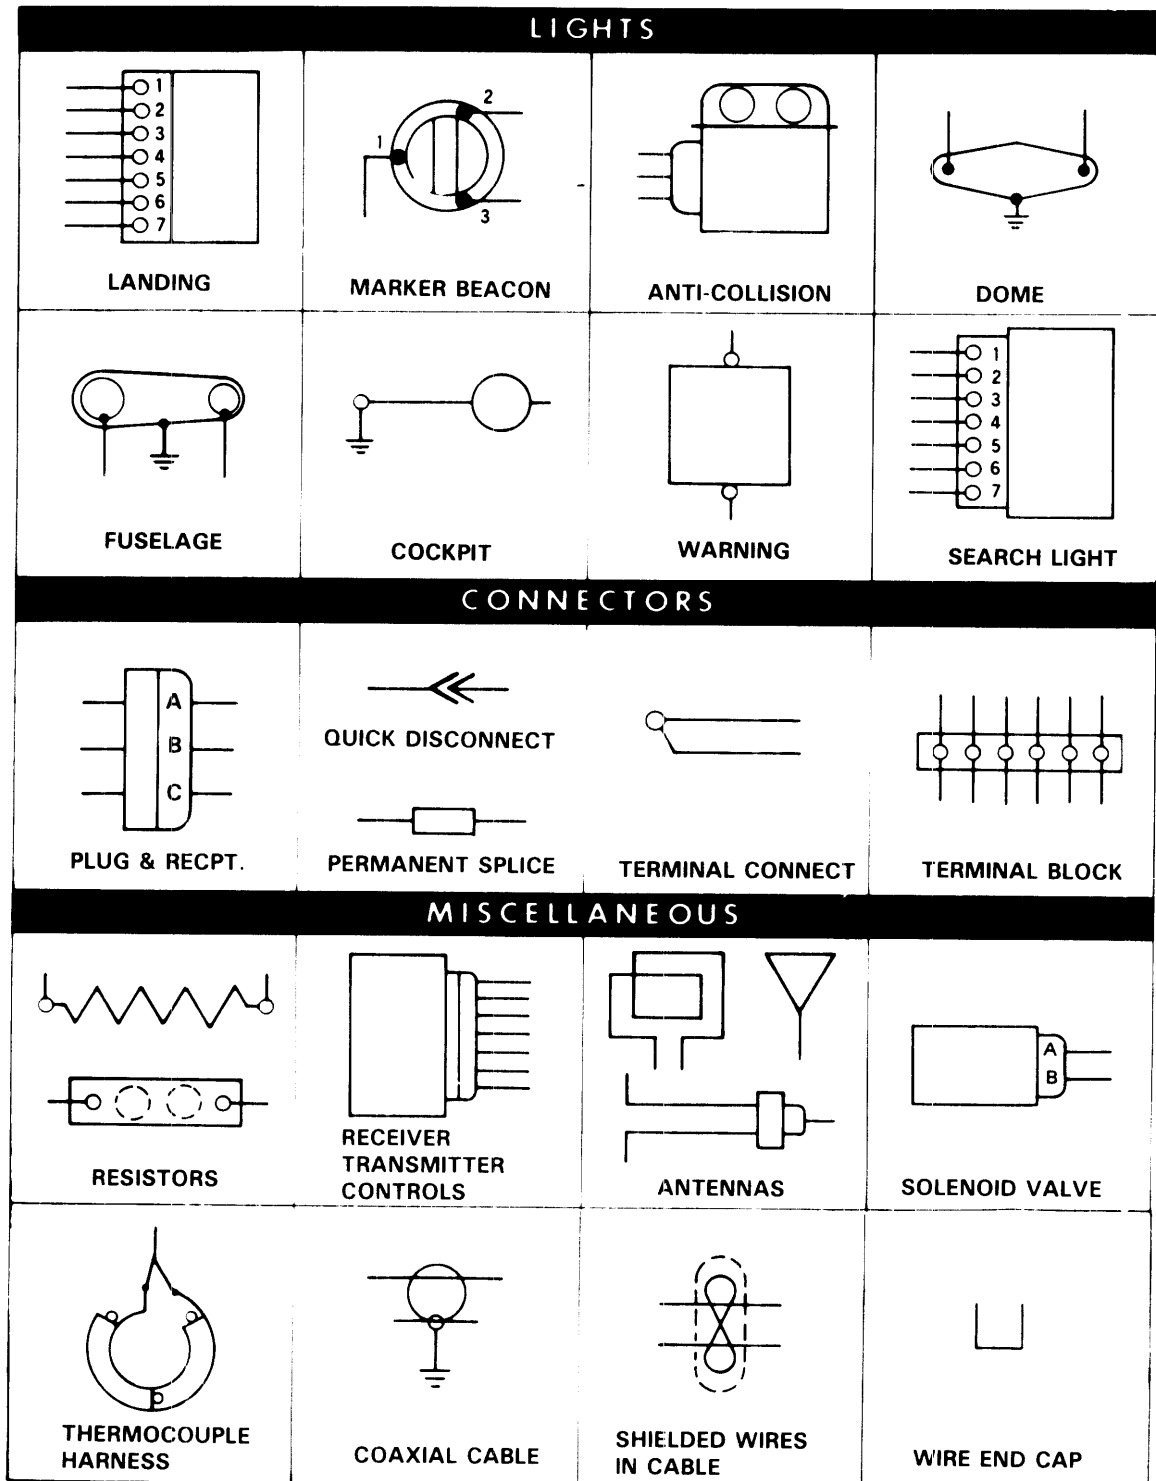 LIGHTS
1
2
3
4
5
6
7
LANDING
1
2
3
MARKER BEACON
ANTI-COLLISION
DOME
FUSELAGE
COCKPIT
WARNING
1
2
3
4
5
6
7
SEARCH LIGHT
CONNECTORS
A
B
C
PLUG & RECPT.
QUICK DISCONNECT
PERMANENT SPLICE
TERMINAL CONNECT
TERMINAL BLOCK
MISCELLANEOUS
RESISTORS
RECEIVER
TRANSMITTER
CONTROLS
ANTENNAS
A
B
SOLENOID VALVE
THERMOCOUPLE
HARNESS
COAXIAL CABLE
SHIELDED WIRES
IN CABLE
WIRE END CAP